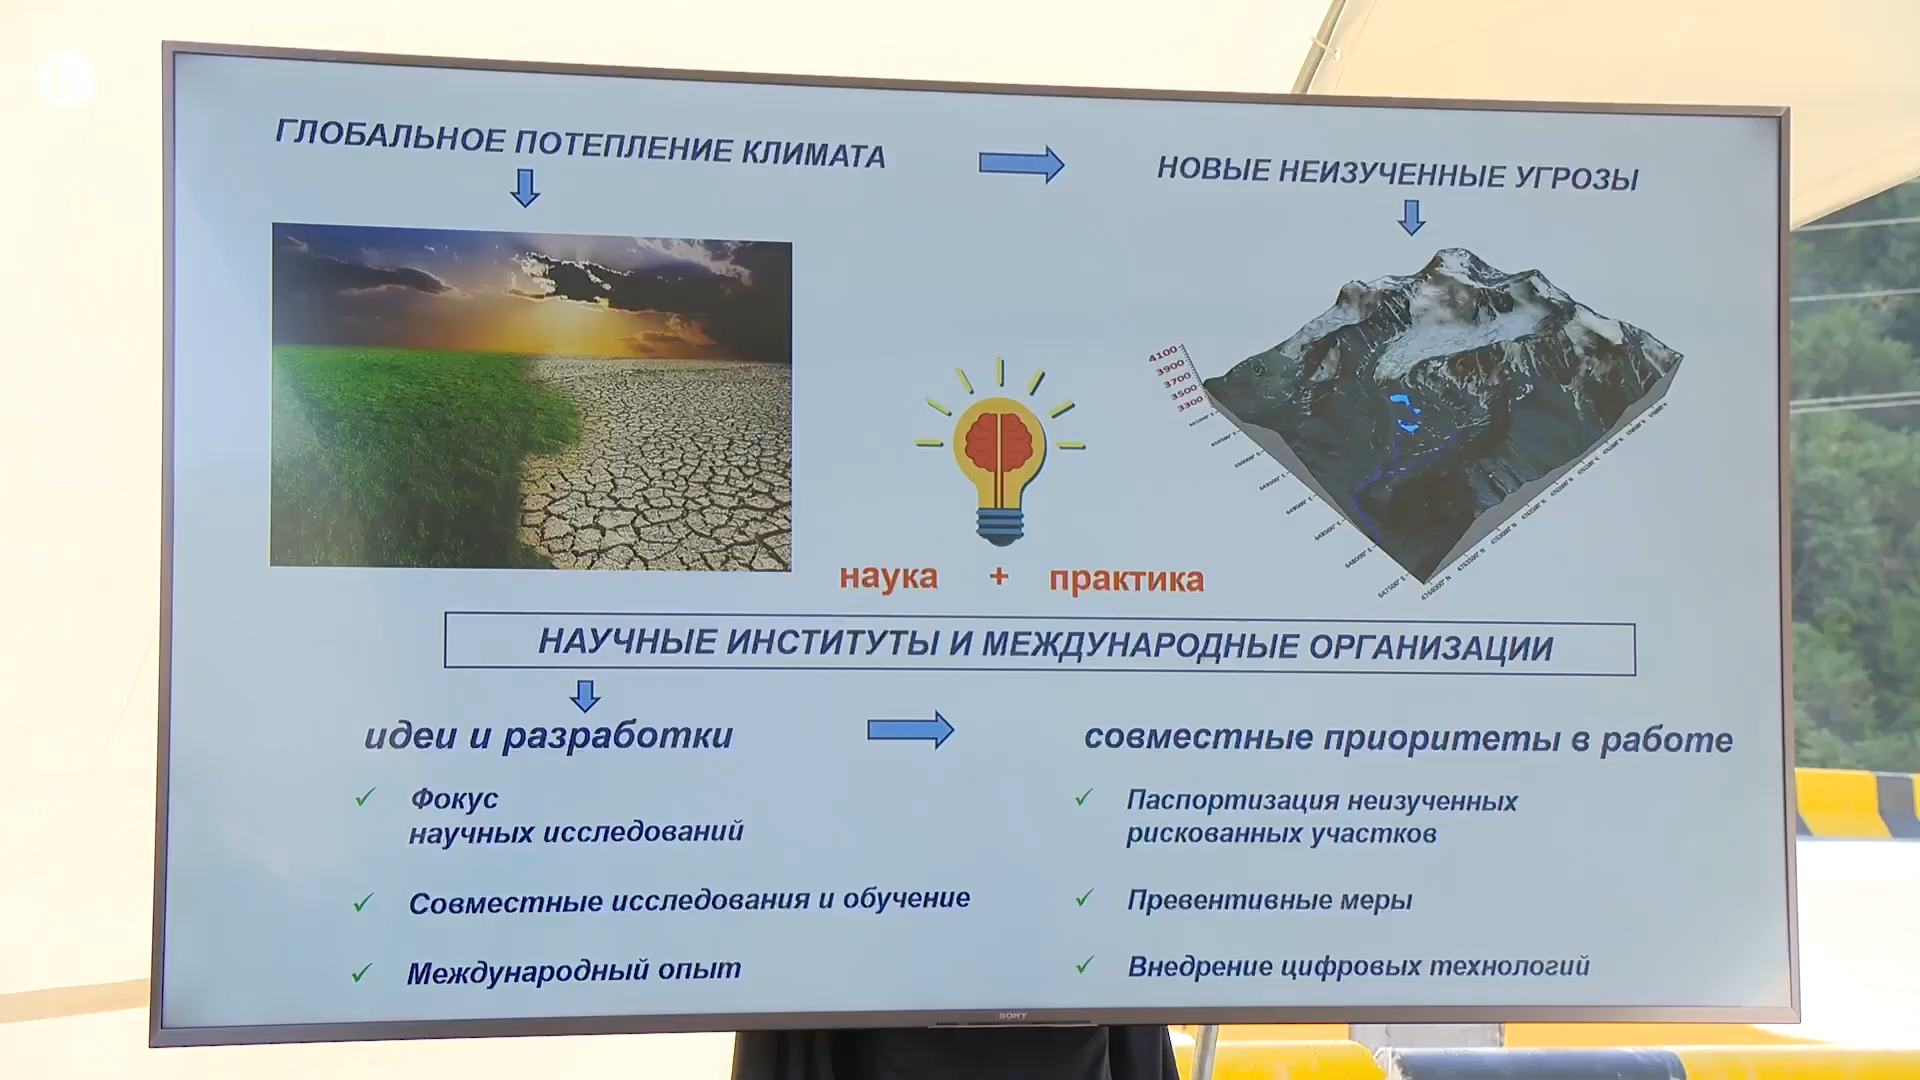 ГЛОБАЛЬНОЕ ПОТЕПЛЕНИЕ КЛИМАТА
НОВЫЕ НЕИЗУЧЕННЫЕ УГРОЗЫ
4100
3900
3700
3500
3300
наука + практика
НАУЧНЫЕ ИНСТИТУТЫ И МЕЖДУНАРОДНЫЕ ОРГАНИЗАЦИИ
идеи и разработки
совместные приоритеты в работе
✓ Фокус
научных исследований
✓ Совместные исследования и обучение
✓ Международный опыт
✓ Паспортизация неизученных
рискованных участков
✓ Превентивные меры
✓ Внедрение цифровых технологий
SONY